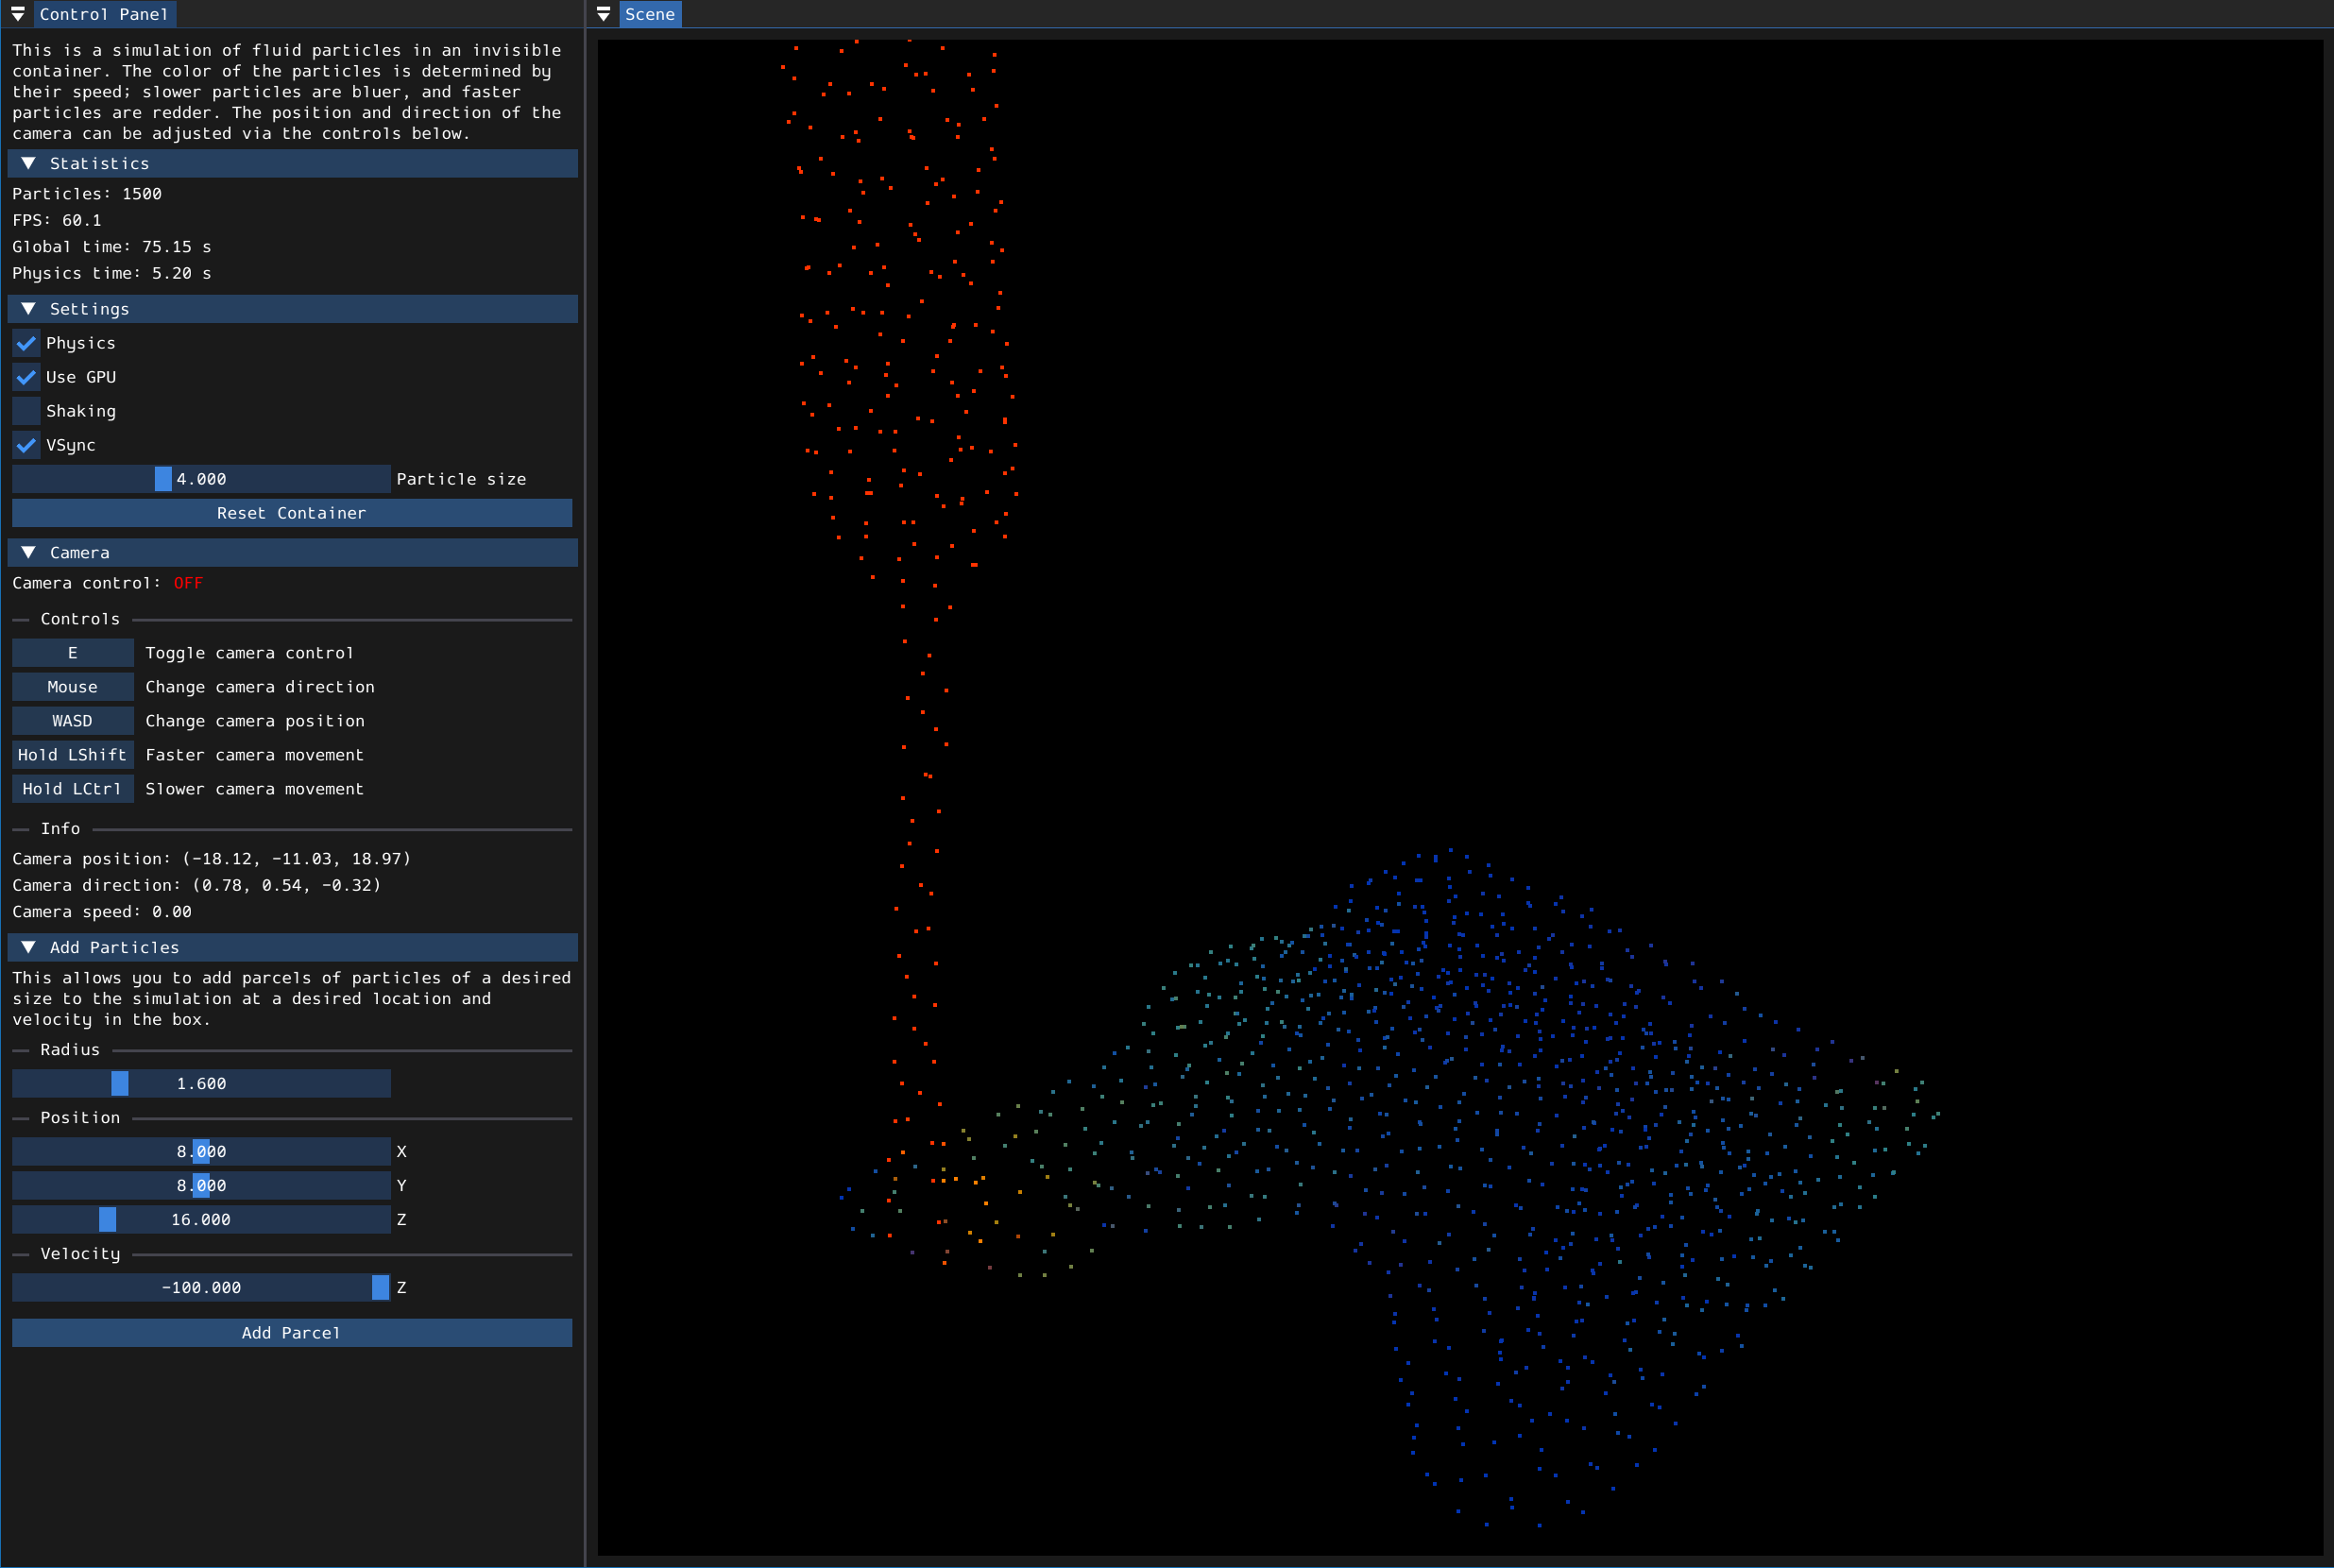 Control Panel
Scene
This is a simulation of fluid particles in an invisible
container. The color of the particles is determined by
their speed; slower particles are bluer, and faster
particles are redder. The position and direction of the
camera can be adjusted via the controls below.
Statistics
Particles: 1500
FPS: 60.1
Global time: 75.15 s
Physics time: 5.20 s
Settings
Physics
Use GPU
Shaking
VSync
4.000 Particle size
Reset Container
Camera
Camera control: OFF
Controls
E Toggle camera control
Mouse Change camera direction
WASD Change camera position
Hold LShift Faster camera movement
Hold LCtrl Slower camera movement
Info
Camera position: (-18.12, -11.03, 18.97)
Camera direction: (0.78, 0.54, -0.32)
Camera speed: 0.00
Add Particles
This allows you to add parcels of particles of a desired
size to the simulation at a desired location and
velocity in the box.
Radius
1.600
Position
8.000 X
8.000 Y
16.000 Z
Velocity
-100.000 Z
Add Parcel